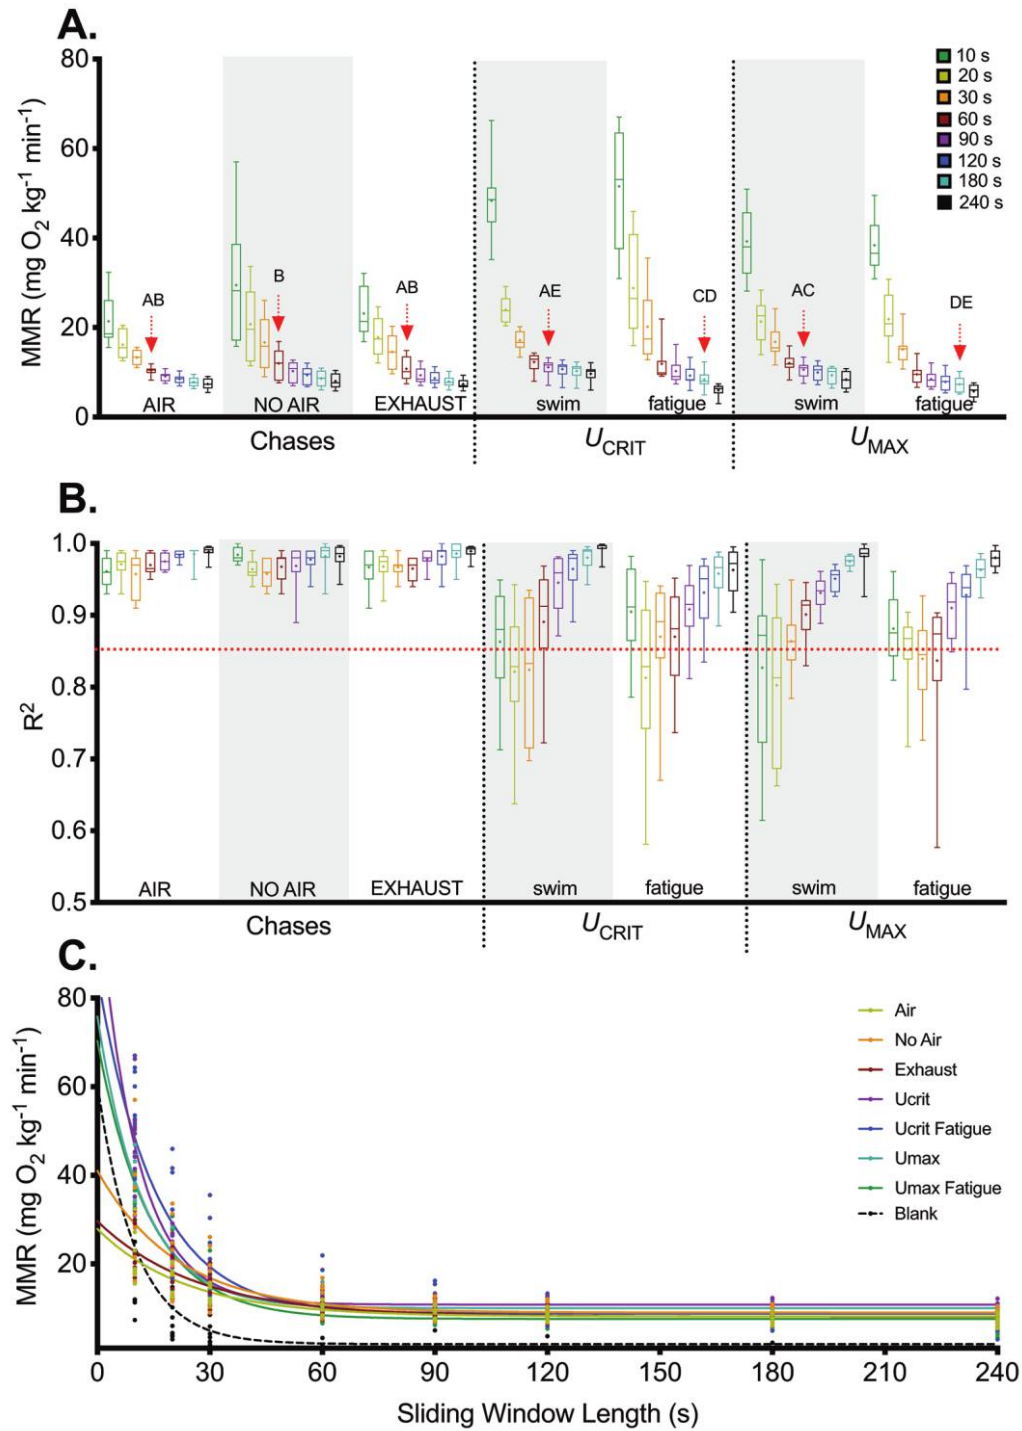 A.
80
60
40
20
0
MMR (mg O2 kg-1 min-1)
10 s
20 s
30 s
60 s
90 s
120 s
180 s
240 s
AB
B
AB
AE
CD
AC
DE
AIR
NO AIR
EXHAUST
swim
fatigue
swim
fatigue
Chases
UCRIT
UMAX
B.
1.0
0.9
0.8
0.7
0.6
0.5
R2
AIR
NO AIR
EXHAUST
swim
fatigue
swim
fatigue
Chases
UCRIT
UMAX
C.
80
60
40
20
MMR (mg O2 kg-1 min-1)
Air
No Air
Exhaust
Ucrit
Ucrit Fatigue
Umax
Umax Fatigue
Blank
0 30 60 90 120 150 180 210 240
Sliding Window Length (s)